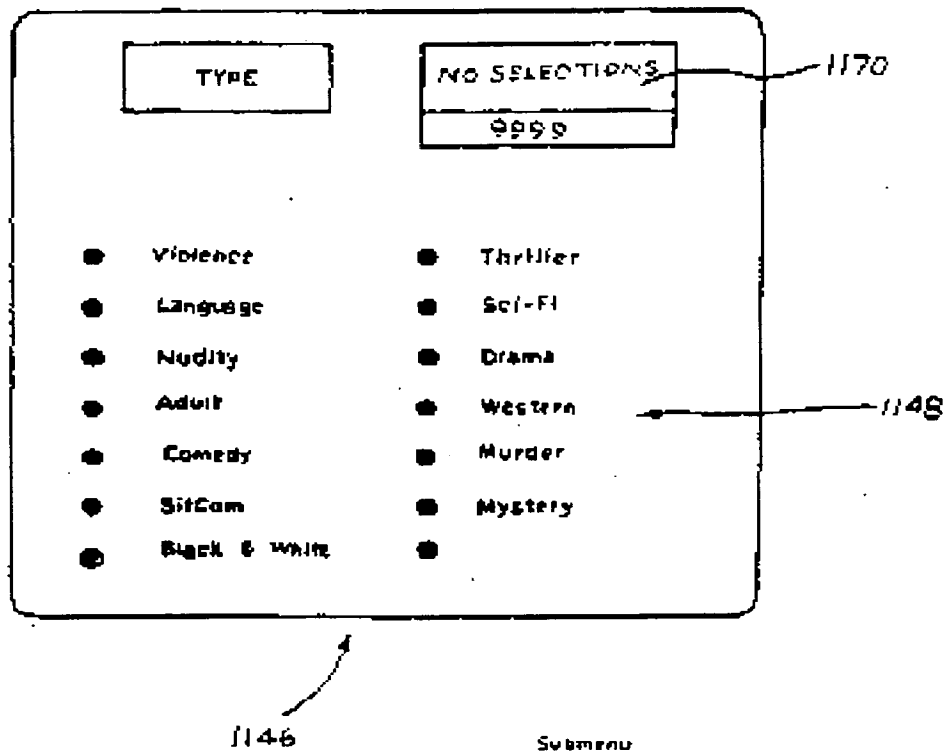 TYPE
NO SELECTIONS
1170
9999
Violence
Thriller
Language
Sci-Fi
Nudity
Drama
Adult
Western
1148
Comedy
Murder
SitCom
Mystery
Black & White
1146
Submenu